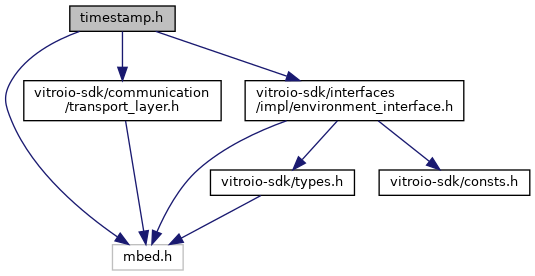 timestamp.h
vitroio-sdk/communication
/transport_layer.h
vitroio-sdk/interfaces
/impl/environment_interface.h
vitroio-sdk/types.h
vitroio-sdk/consts.h
mbed.h